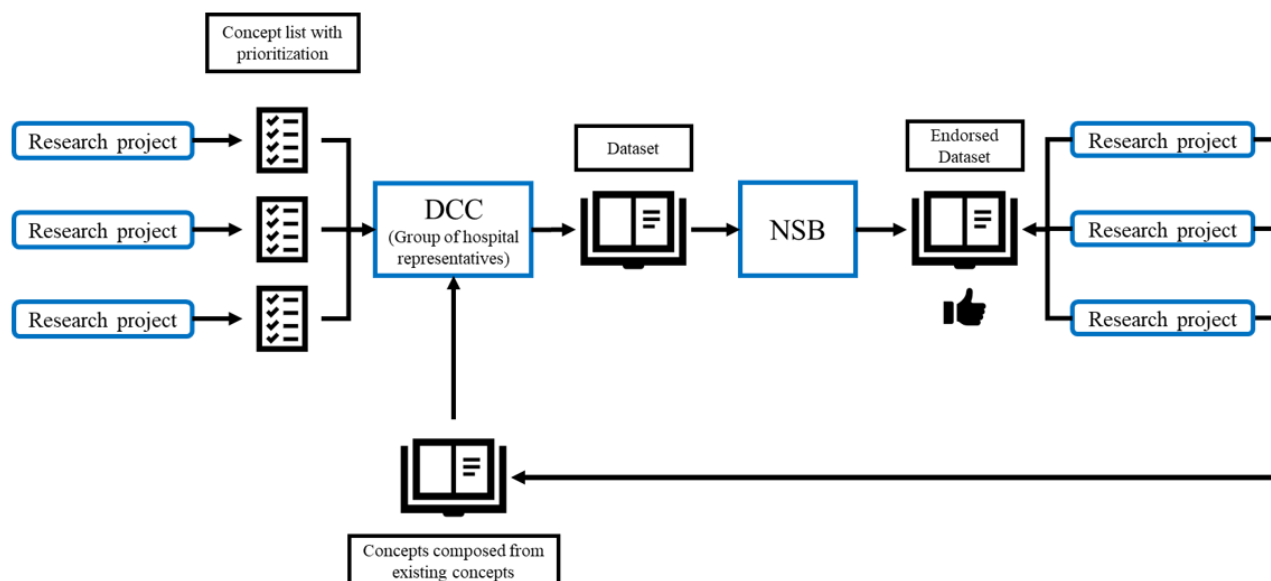 Concept list with
prioritization
Research project
Research project
Research project
DCC
(Group of hospital
representatives)
Dataset
NSB
Endorsed
Dataset
Research project
Research project
Research project
Concepts composed from
existing concepts